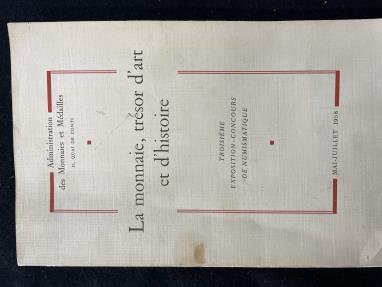 Administration
des Monnaies et Médailles
11, QUAI DE CONTI
La monnaie, trésor d'art
et d'histoire
TROISIÈME
EXPOSITION-CONCOURS
DE NUMISMATIQUE
MAI-JUILLET 1968